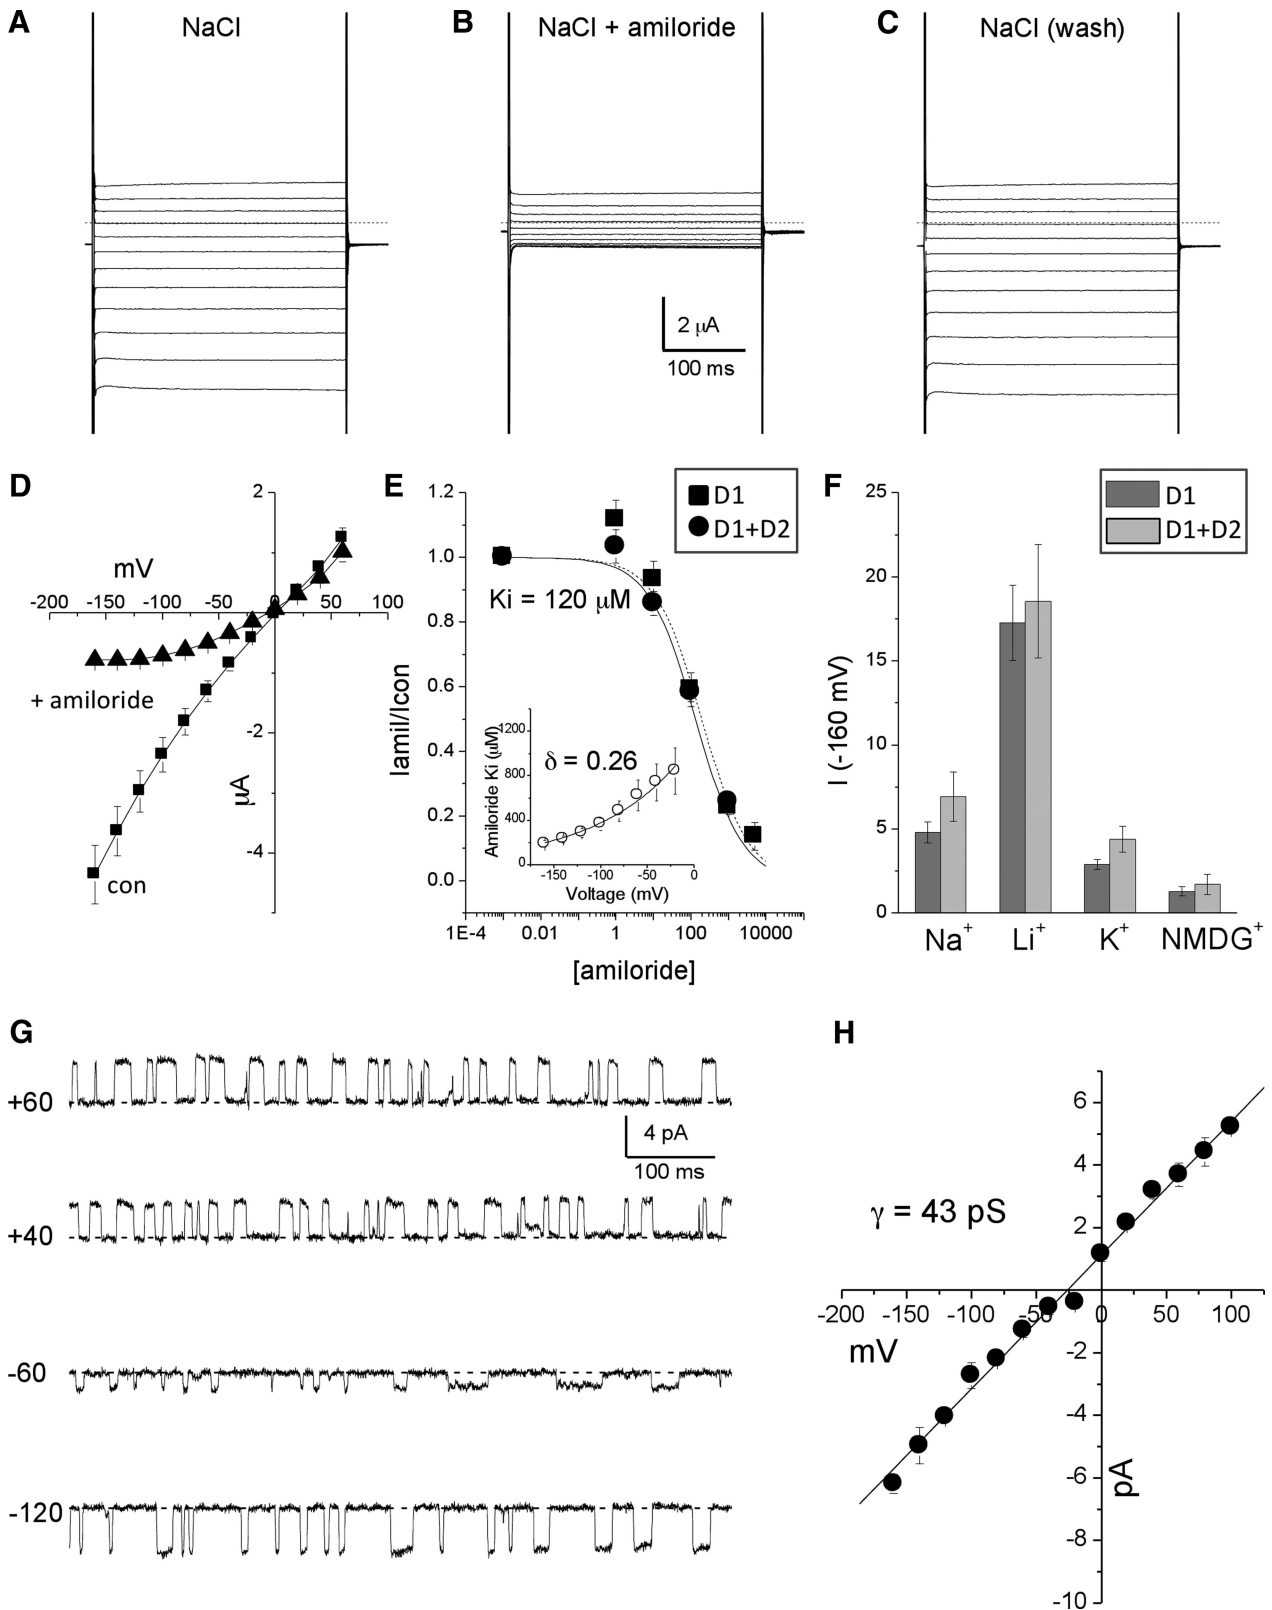 A
NaCl
B
NaCl + amiloride
C
NaCl (wash)
2 μA
100 ms
D
2
mV
-200 -150 -100 -50 0 50 100
+ amiloride
-2
μA
-4
con
E
D1
D1+D2
1.2
1.0
0.8
0.6
0.4
0.2
0.0
Iamil/Icon
Ki = 120 μM
δ = 0.26
Amiloride Ki (μM)
1200
800
400
0
-150 -100 -50 0
Voltage (mV)
1E-4 0.01 1 100 10000
[amiloride]
F
D1
D1+D2
25
20
15
10
5
0
I (-160 mV)
Na+ Li+ K+ NMDG+
G
+60
4 pA
100 ms
+40
-60
-120
H
6
4
2
γ = 43 pS
-200 -150 -100 -50 0 50 100
mV
-2
-4
-6
-8
-10
pA